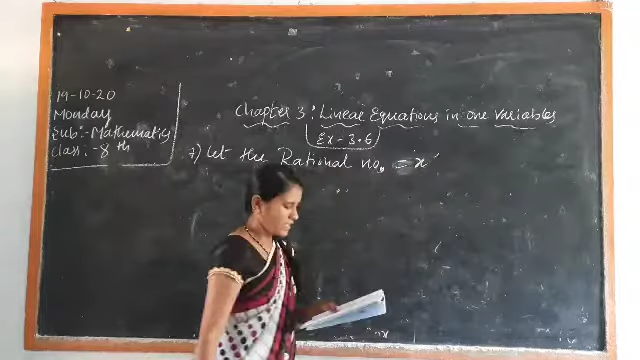 19-10-20
Monday
Sub:-Mathematics
Class:-8th
Chapter 3: Linear Equations in one variables
Ex-3.6
7) Let the Rational no. = x